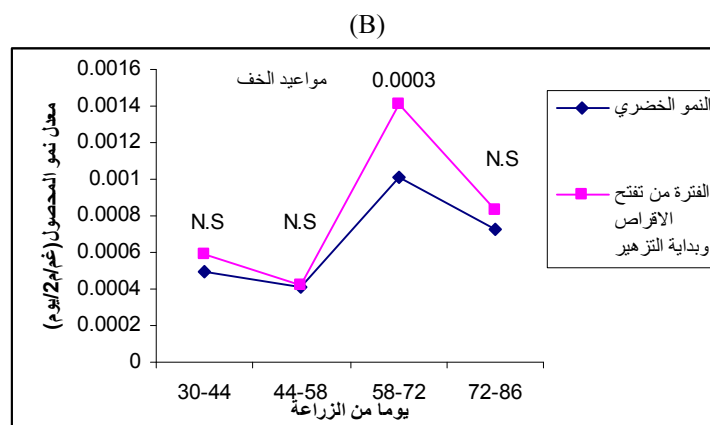 (B)
مواعيد الخف
0.0003
N.S
N.S
N.S
معدل نمو المحصول(غم/م2/يوم)
0.0016
0.0014
0.0012
0.001
0.0008
0.0006
0.0004
0.0002
0
30-44
44-58
58-72
72-86
يوما من الزراعة
النمو الخضري
الفترة من تفتح
الاقراص
وبداية التزهير